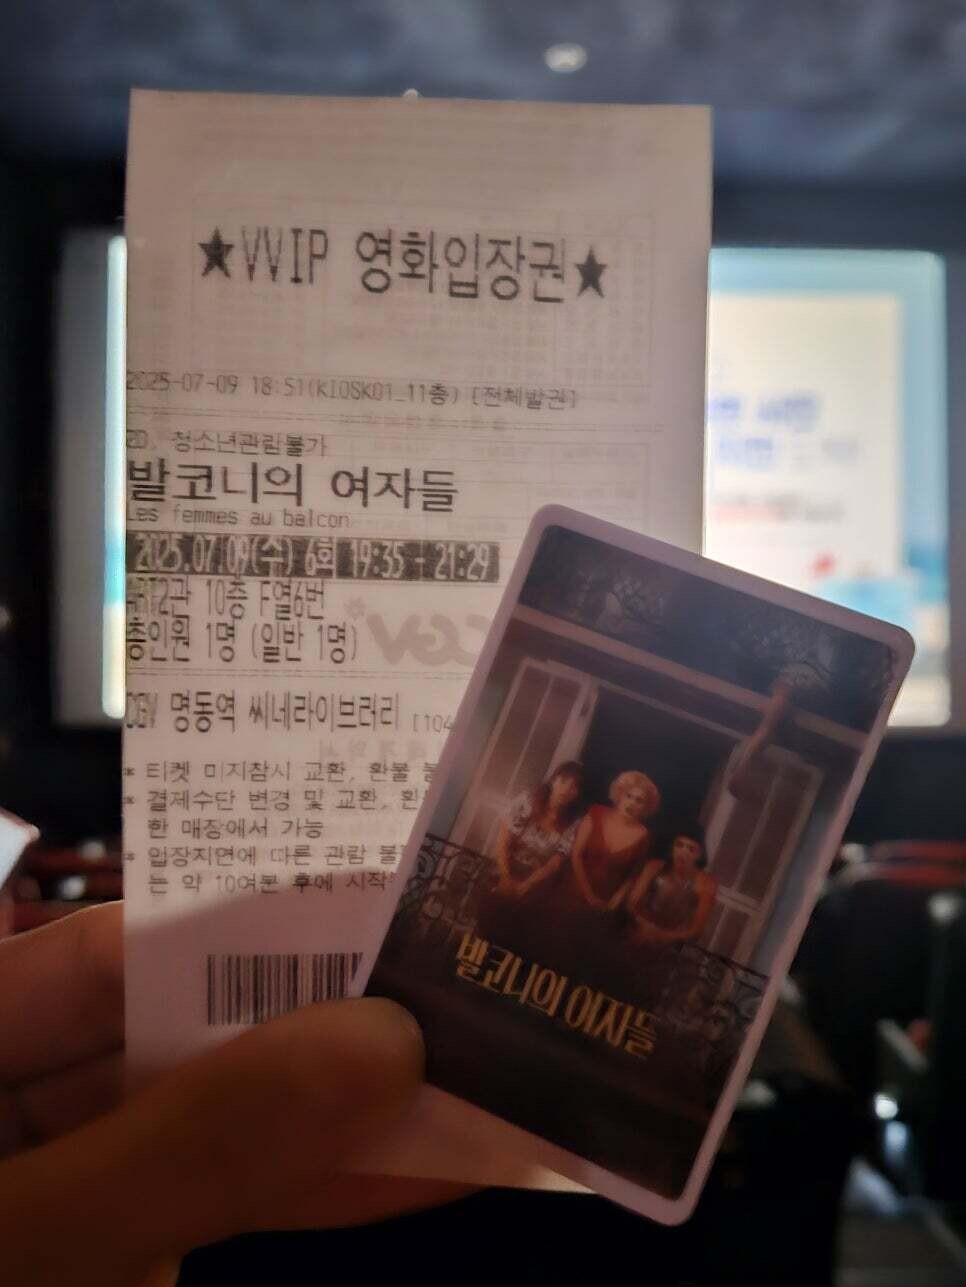 ★VVIP 영화입장권★
2025-07-09 18:51(KIOSK01_11층) [전체발권]
2D, 청소년관람불가
발코니의 여자들
Les femmes au balcon
2025.07.09(수) 6회 19:35 - 21:29
ART2관 10층 F열6번
총인원 1명 (일반 1명)
CGV
CGV 명동역 씨네라이브러리 [104
* 티켓 미지참시 교환, 환불
* 결제수단 변경 및 교환,
한 매장에서 가능
* 입장지연에 따른 관람
는 약 10여분 후에 시작
발코니의 여자들